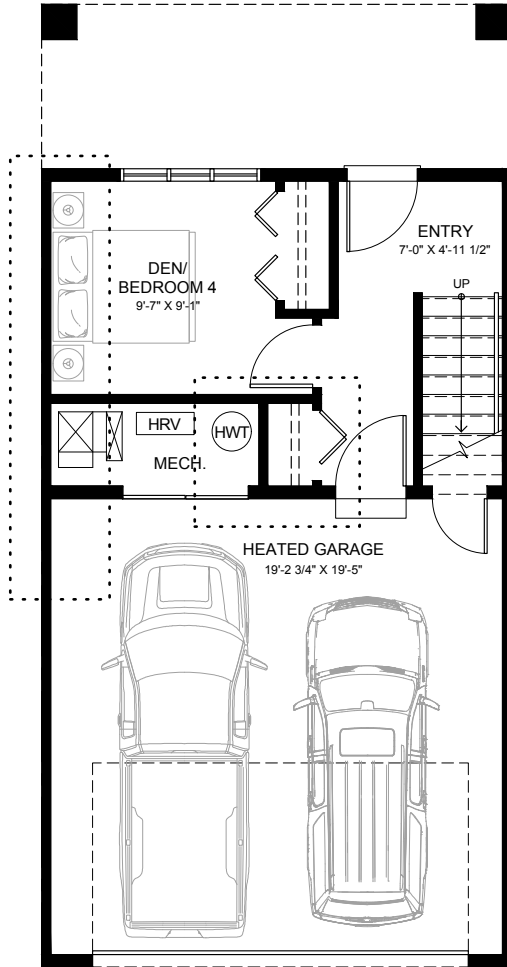 ENTRY
7'-0" X 4'-11 1/2"
DEN/
BEDROOM 4
9'-7" X 9'-1"
UP
HRV
HWT
MECH.
HEATED GARAGE
19'-2 3/4" X 19'-5"